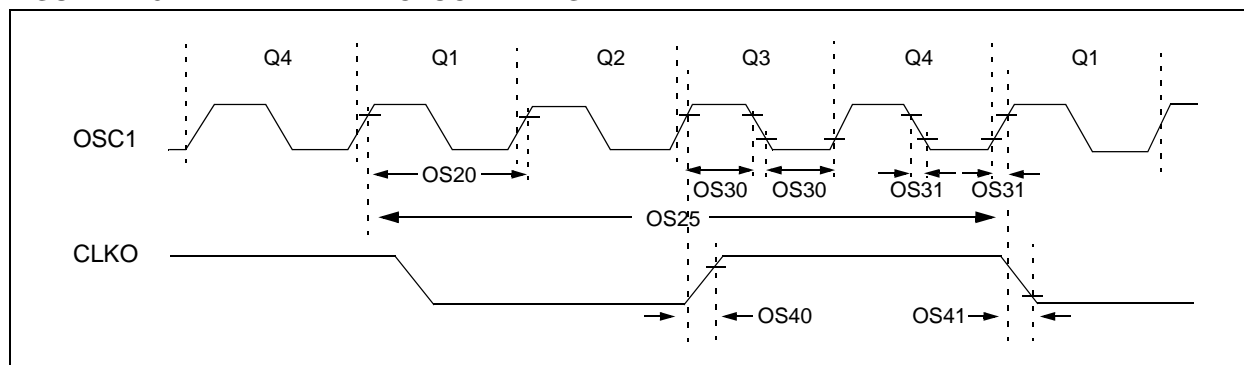 Q4 Q1 Q2 Q3 Q4 Q1
OSC1
OS20 OS30 OS30 OS31 OS31
OS25
CLKO
OS40 OS41